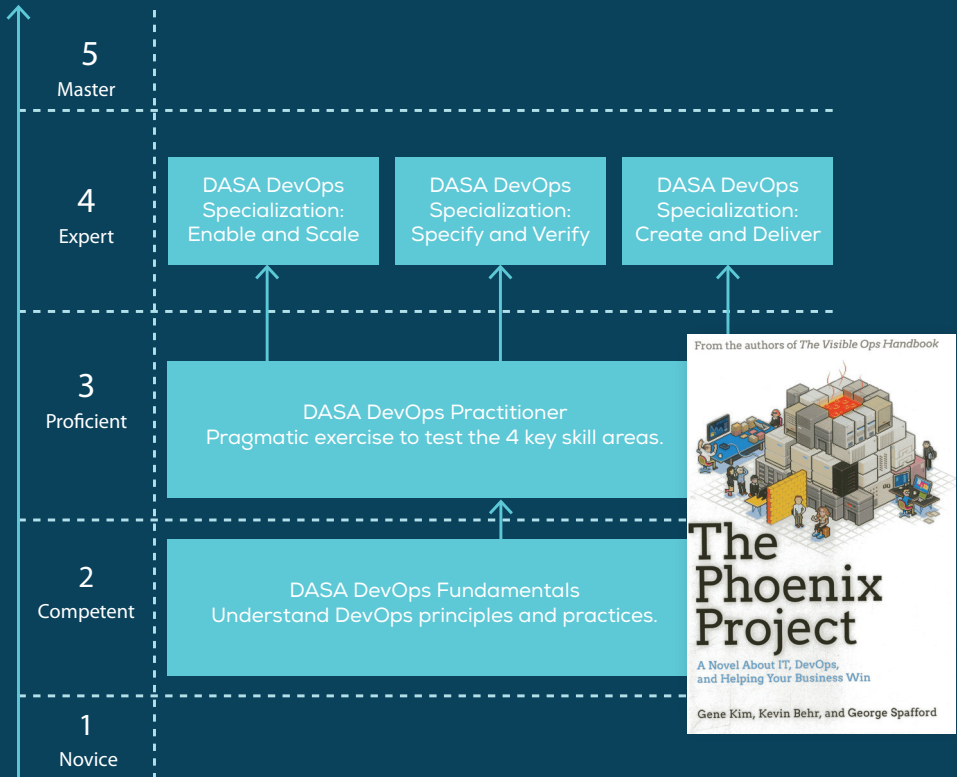 5
Master
4
Expert
DASA DevOps
Specialization:
Enable and Scale
DASA DevOps
Specialization:
Specify and Verify
DASA DevOps
Specialization:
Create and Deliver
3
Proficient
DASA DevOps Practitioner
Pragmatic exercise to test the 4 key skill areas.
2
Competent
DASA DevOps Fundamentals
Understand DevOps principles and practices.
1
Novice
From the authors of The Visible Ops Handbook
The
Phoenix
Project
A Novel About IT, DevOps,
and Helping Your Business Win
Gene Kim, Kevin Behr, and George Spafford